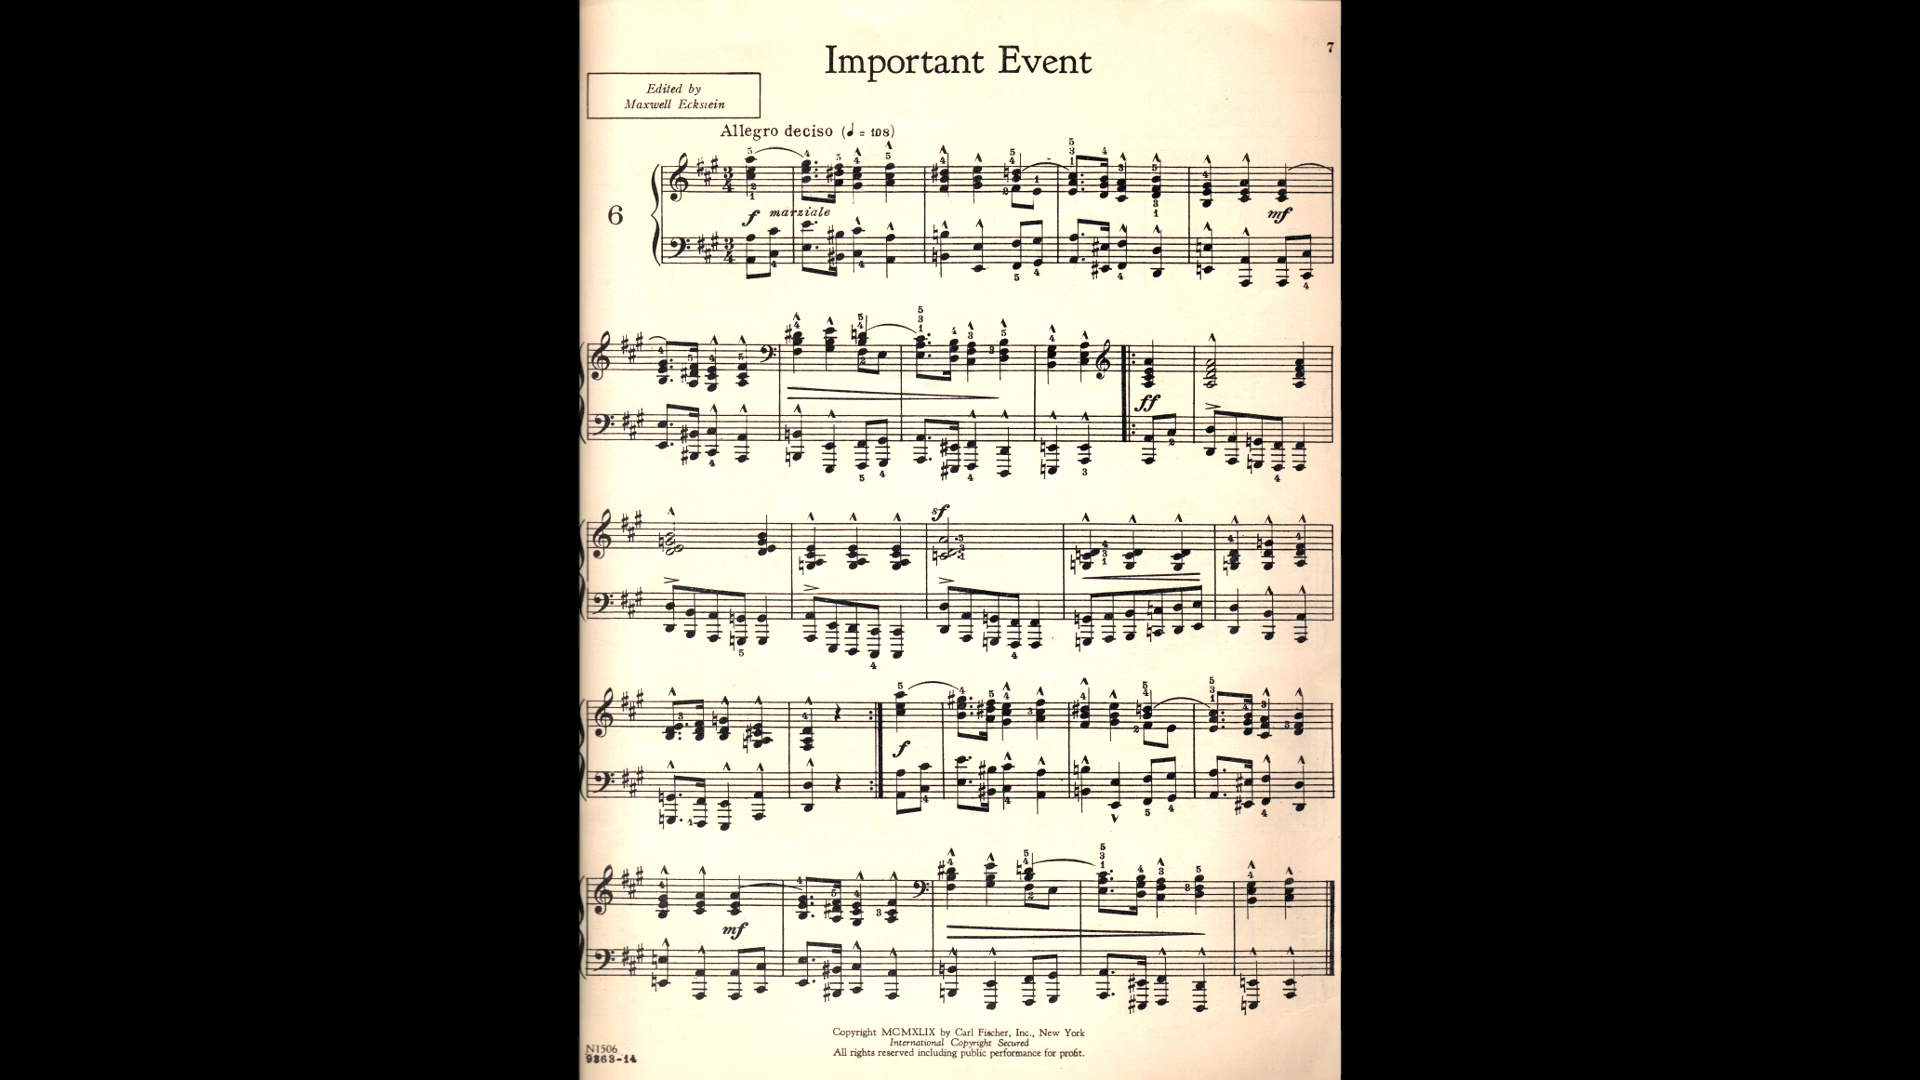 7
Important Event
Edited by
Maxwell Eckstein
Allegro deciso (♩ = 108)
6
f marziale
mf
ff
sf
f
mf
Copyright MCMXLIX by Carl Fischer, Inc., New York
International Copyright Secured
All rights reserved including public performance for profit.
N1506
9363-14